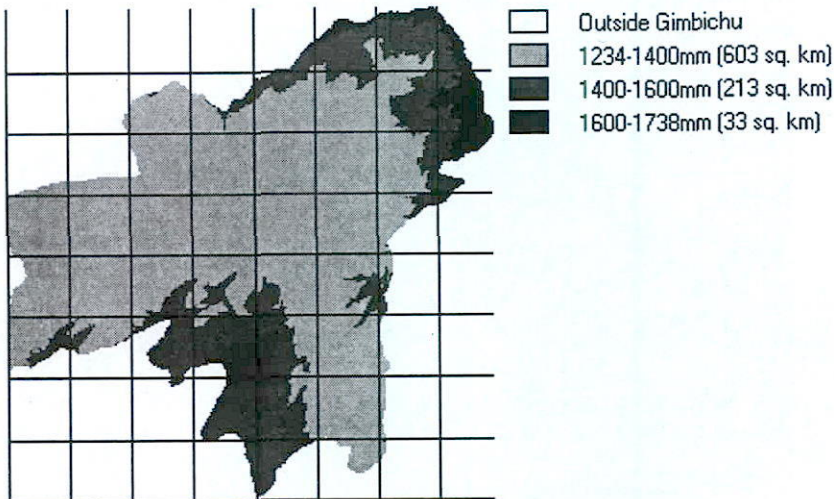 Outside Gimbichu
1234-1400mm (603 sq. km)
1400-1600mm (213 sq. km)
1600-1738mm (33 sq. km)